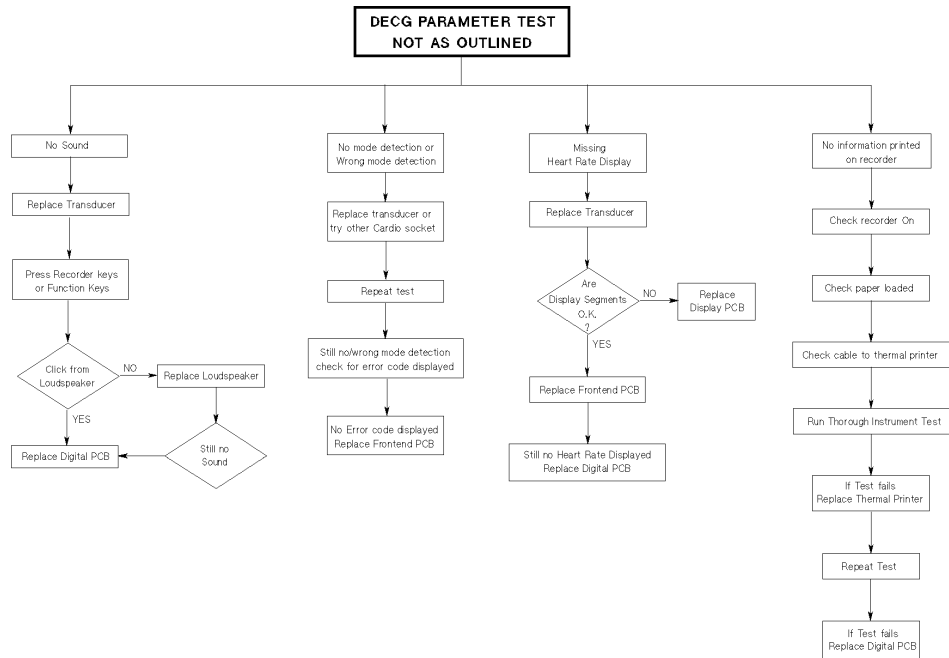 DECG PARAMETER TEST
NOT AS OUTLINED
No Sound
Replace Transducer
Press Recorder keys
or Function Keys
Click from
Loudspeaker
NO
Replace Loudspeaker
YES
Still no
Sound
Replace Digital PCB
No mode detection or
Wrong mode detection
Replace transducer or
try other Cardio socket
Repeat test
Still no/wrong mode detection
check for error code displayed
No Error code displayed
Replace Frontend PCB
Missing
Heart Rate Display
Replace Transducer
Are
Display Segments
O.K.
?
NO
Replace
Display PCB
YES
Replace Frontend PCB
Still no Heart Rate Displayed
Replace Digital PCB
No information printed
on recorder
Check recorder On
Check paper loaded
Check cable to thermal printer
Run Thorough Instrument Test
If Test fails
Replace Thermal Printer
Repeat Test
If Test fails
Replace Digital PCB